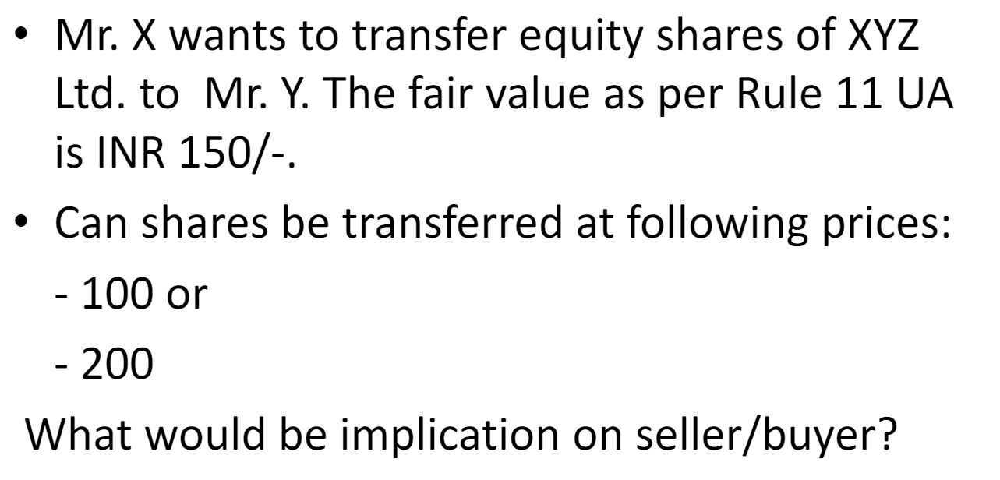 • Mr. X wants to transfer equity shares of XYZ
Ltd. to  Mr. Y. The fair value as per Rule 11 UA
is INR 150/-.
• Can shares be transferred at following prices:
- 100 or
- 200
What would be implication on seller/buyer?